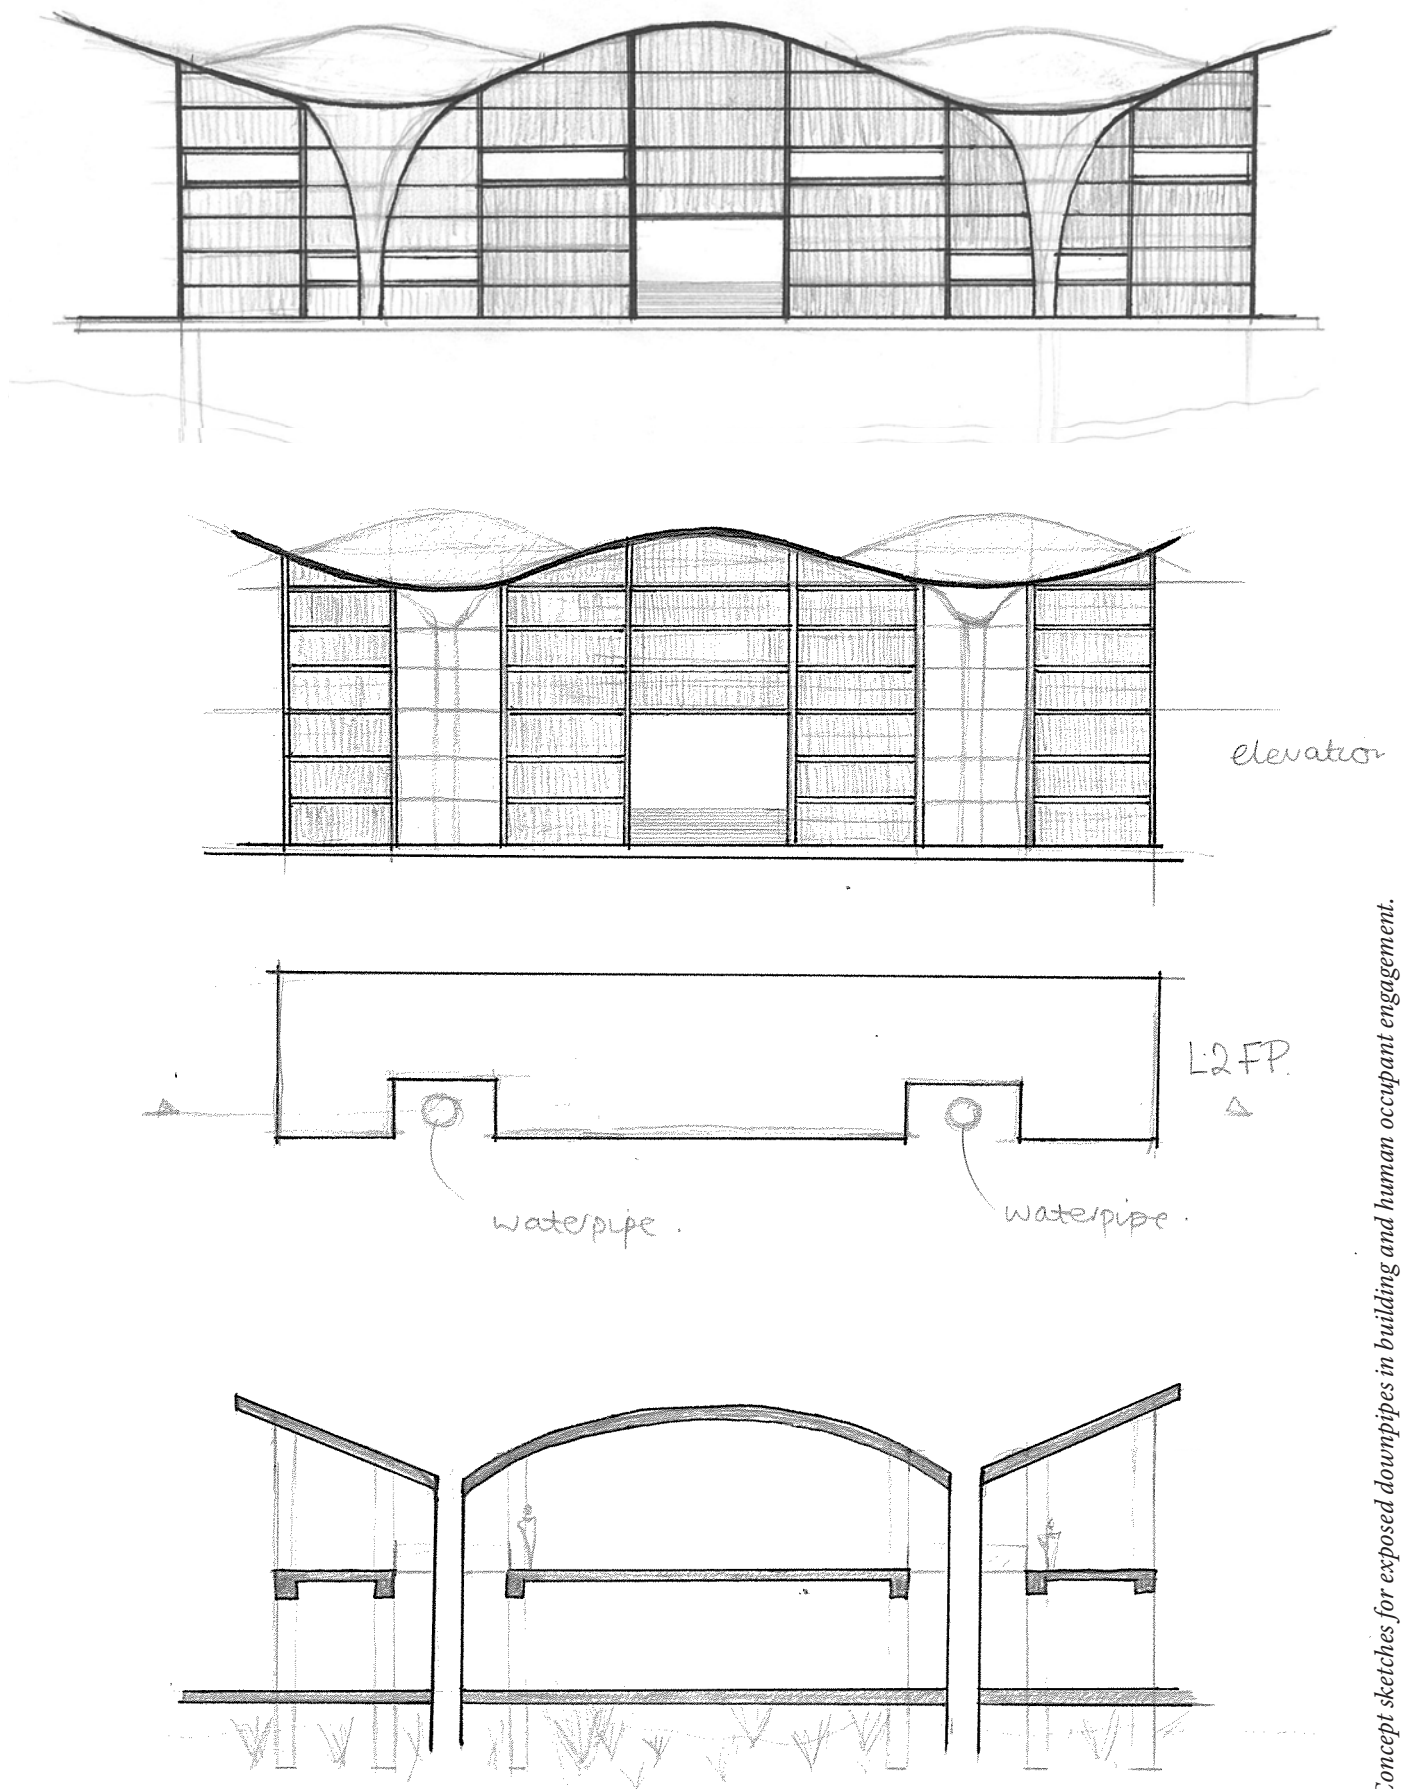 elevation
L2 FP.
waterpipe.
waterpipe.
Concept sketches for exposed downpipes in building and human occupant engagement.